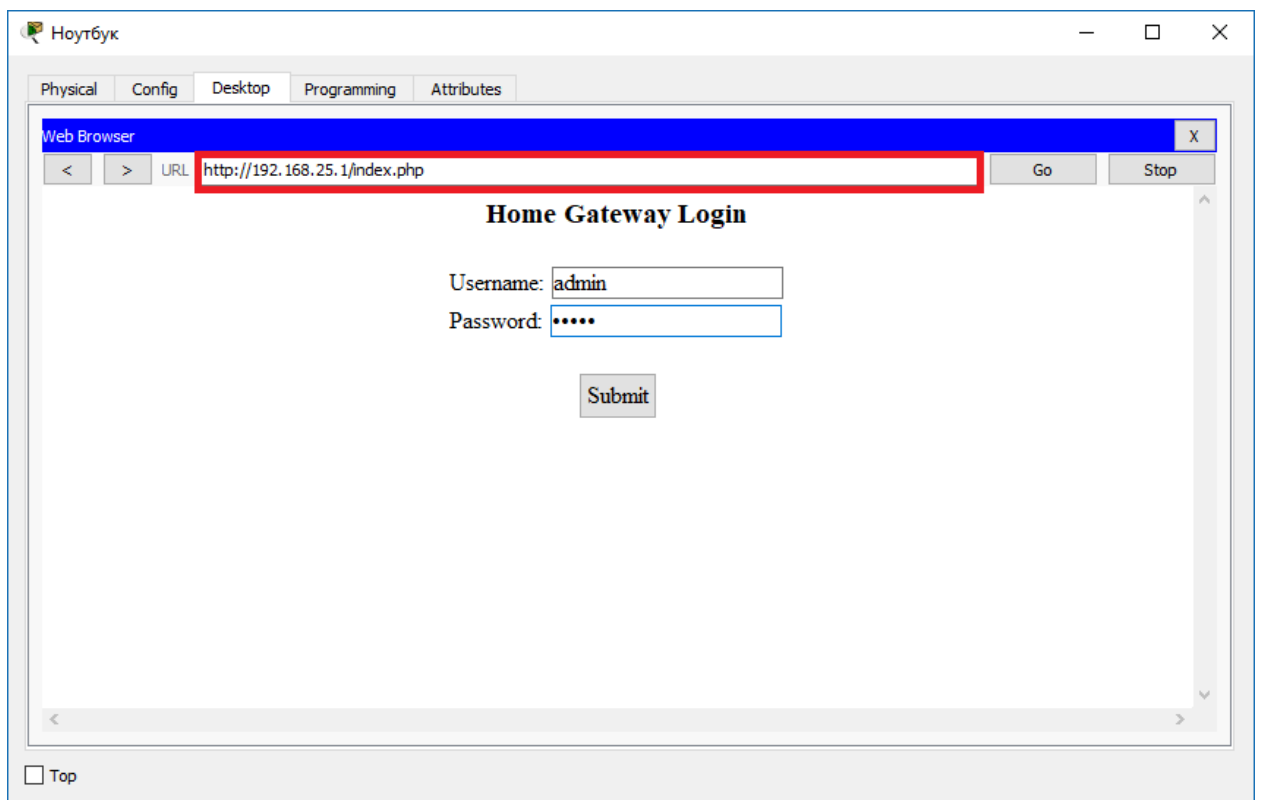 Ноутбук
Physical Config Desktop Programming Attributes
Web Browser X
< > URL http://192.168.25.1/index.php Go Stop
Home Gateway Login
Username: admin
Password: •••••
Submit
Top